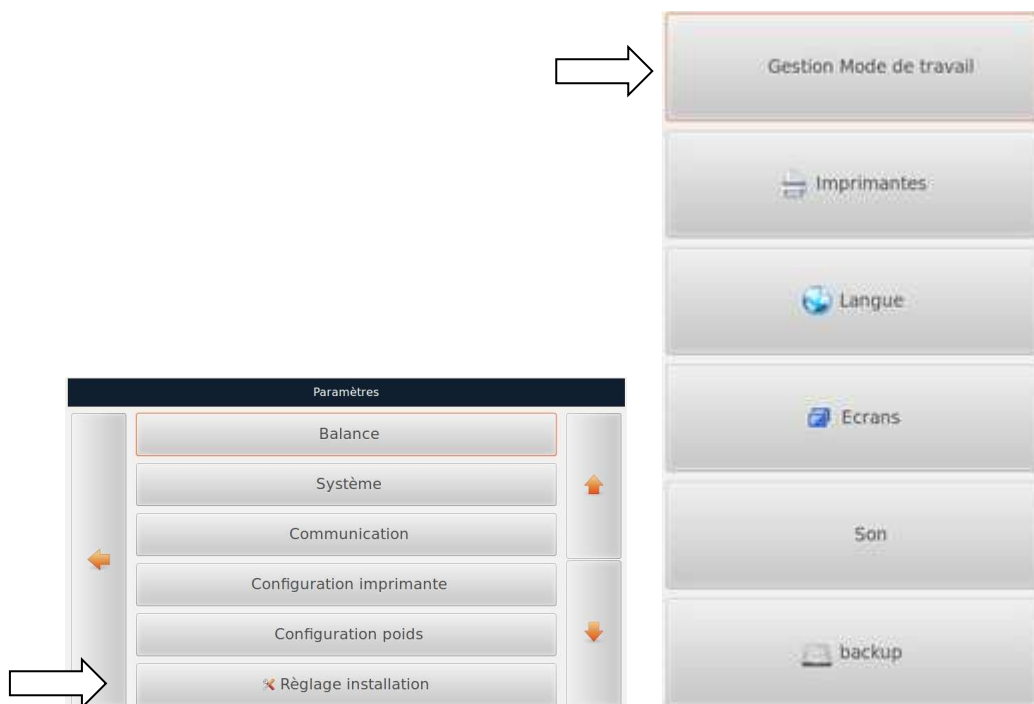 Gestion Mode de travail
Imprimantes
Langue
Ecrans
Son
backup
Paramètres
Balance
Système
Communication
Configuration imprimante
Configuration poids
Règlage installation